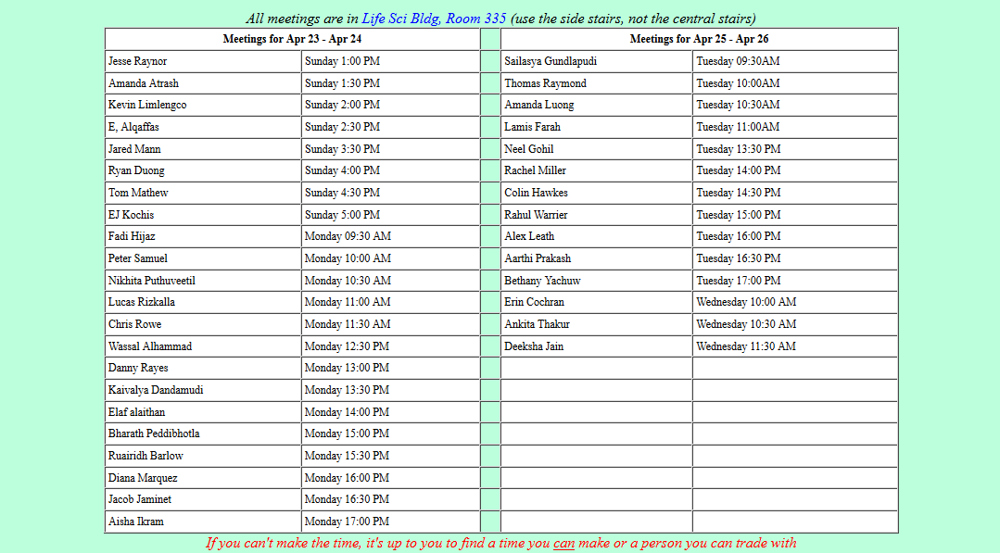 All meetings are in Life Sci Bldg, Room 335 (use the side stairs, not the central stairs)
Meetings for Apr 23 - Apr 24 Meetings for Apr 25 - Apr 26
Jesse Raynor Sunday 1:00 PM Sailasya Gundlapudi Tuesday 09:30AM
Amanda Atrash Sunday 1:30 PM Thomas Raymond Tuesday 10:00AM
Kevin Limlengco Sunday 2:00 PM Amanda Luong Tuesday 10:30AM
E, Alqaffas Sunday 2:30 PM Lamis Farah Tuesday 11:00AM
Jared Mann Sunday 3:30 PM Neel Gohil Tuesday 13:30 PM
Ryan Duong Sunday 4:00 PM Rachel Miller Tuesday 14:00 PM
Tom Mathew Sunday 4:30 PM Colin Hawkes Tuesday 14:30 PM
EJ Kochis Sunday 5:00 PM Rahul Warrier Tuesday 15:00 PM
Fadi Hijaz Monday 09:30 AM Alex Leath Tuesday 16:00 PM
Peter Samuel Monday 10:00 AM Aarthi Prakash Tuesday 16:30 PM
Nikhita Puthuveetil Monday 10:30 AM Bethany Yachuw Tuesday 17:00 PM
Lucas Rizkalla Monday 11:00 AM Erin Cochran Wednesday 10:00 AM
Chris Rowe Monday 11:30 AM Ankita Thakur Wednesday 10:30 AM
Wassal Alhammad Monday 12:30 PM Deeksha Jain Wednesday 11:30 AM
Danny Rayes Monday 13:00 PM
Kaivalya Dandamudi Monday 13:30 PM
Elaf alaithan Monday 14:00 PM
Bharath Peddibhotla Monday 15:00 PM
Ruairidh Barlow Monday 15:30 PM
Diana Marquez Monday 16:00 PM
Jacob Jaminet Monday 16:30 PM
Aisha Ikram Monday 17:00 PM
If you can't make the time, it's up to you to find a time you can make or a person you can trade with